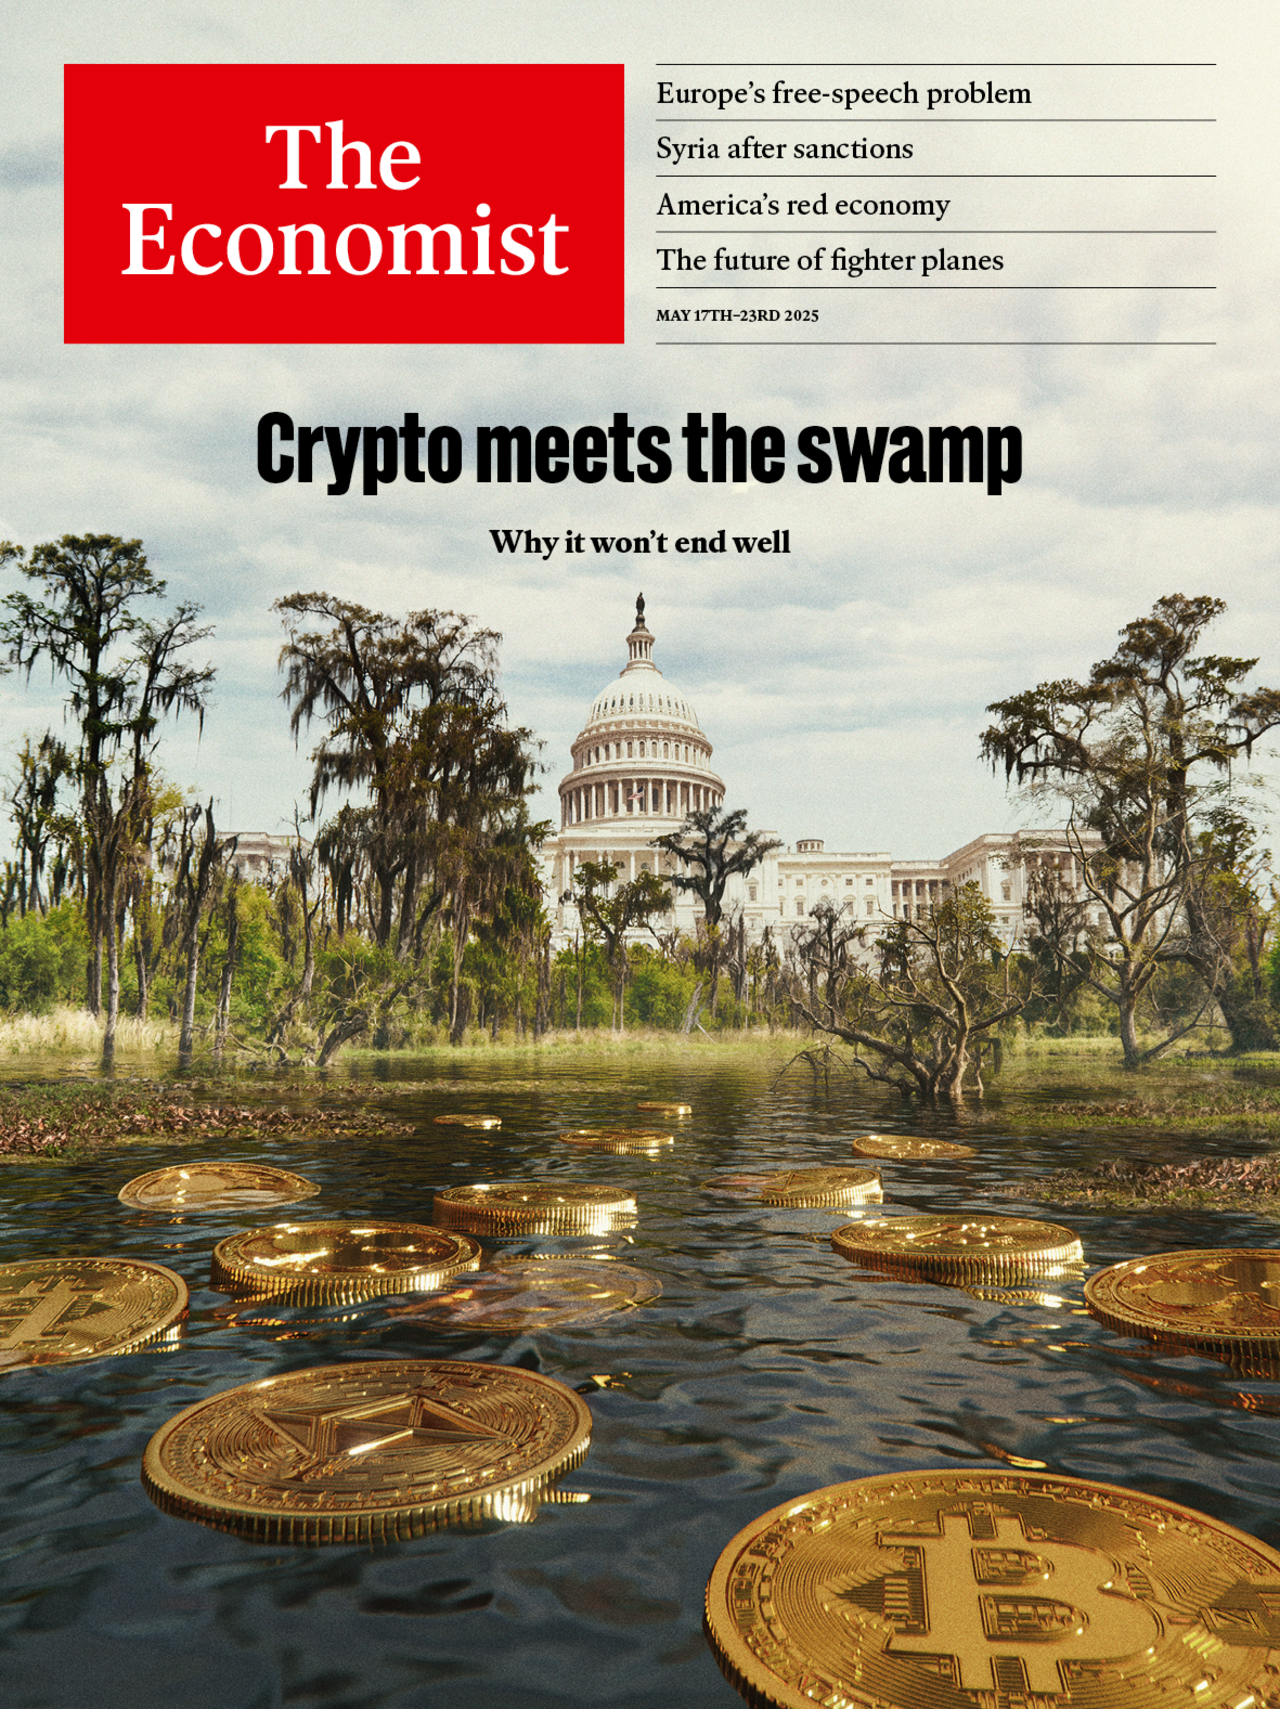 The
Economist
Europe’s free-speech problem
Syria after sanctions
America’s red economy
The future of fighter planes
MAY 17TH–23RD 2025
Crypto meets the swamp
Why it won’t end well